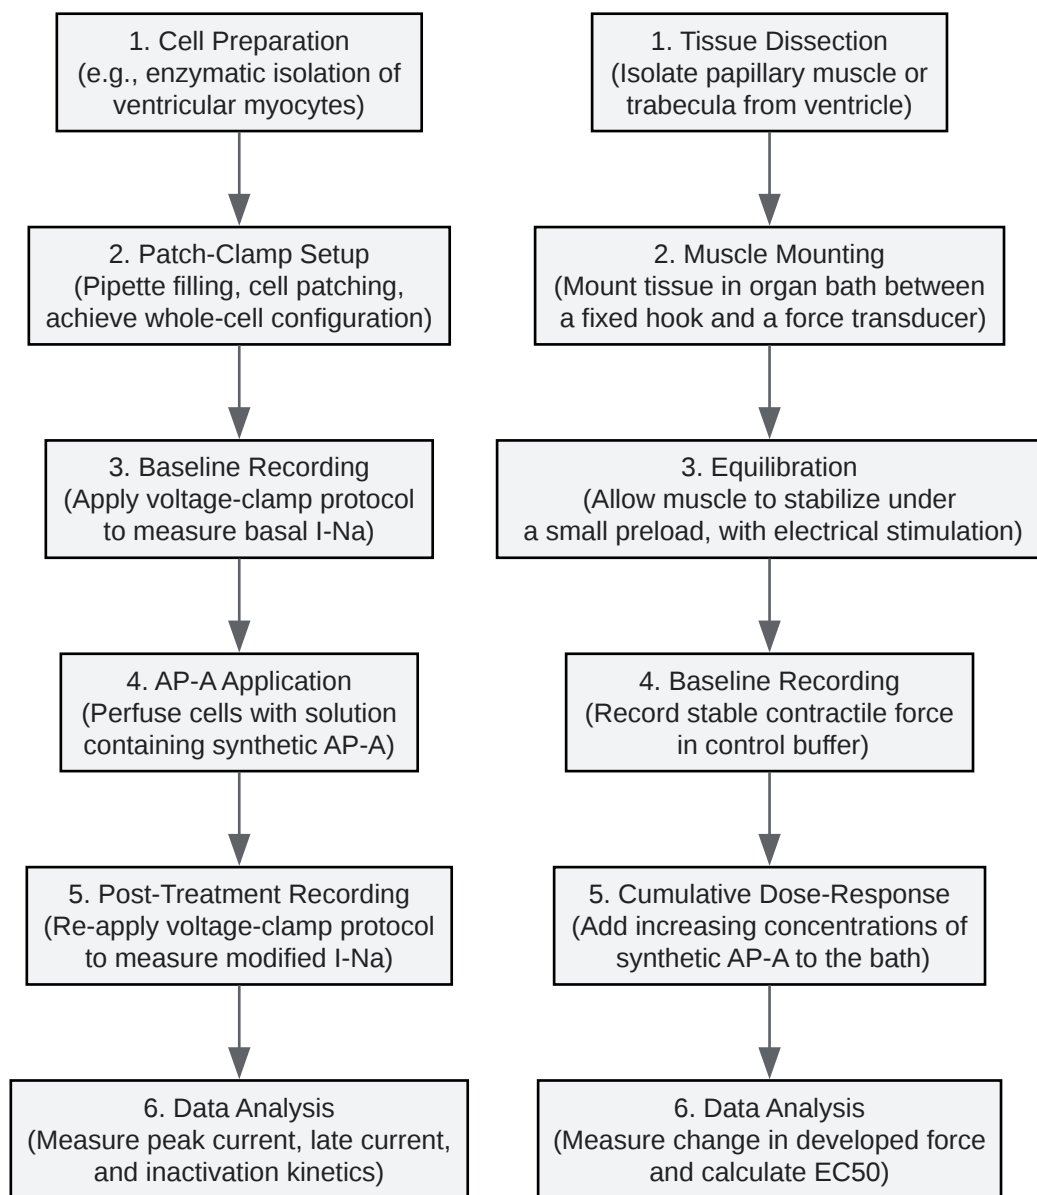 1. Cell Preparation
(e.g., enzymatic isolation of
ventricular myocytes)
2. Patch-Clamp Setup
(Pipette filling, cell patching,
achieve whole-cell configuration)
3. Baseline Recording
(Apply voltage-clamp protocol
to measure basal I-Na)
4. AP-A Application
(Perfuse cells with solution
containing synthetic AP-A)
5. Post-Treatment Recording
(Re-apply voltage-clamp protocol
to measure modified I-Na)
6. Data Analysis
(Measure peak current, late current,
and inactivation kinetics)
1. Tissue Dissection
(Isolate papillary muscle or
trabecula from ventricle)
2. Muscle Mounting
(Mount tissue in organ bath between
a fixed hook and a force transducer)
3. Equilibration
(Allow muscle to stabilize under
a small preload, with electrical stimulation)
4. Baseline Recording
(Record stable contractile force
in control buffer)
5. Cumulative Dose-Response
(Add increasing concentrations of
synthetic AP-A to the bath)
6. Data Analysis
(Measure change in developed force
and calculate EC50)